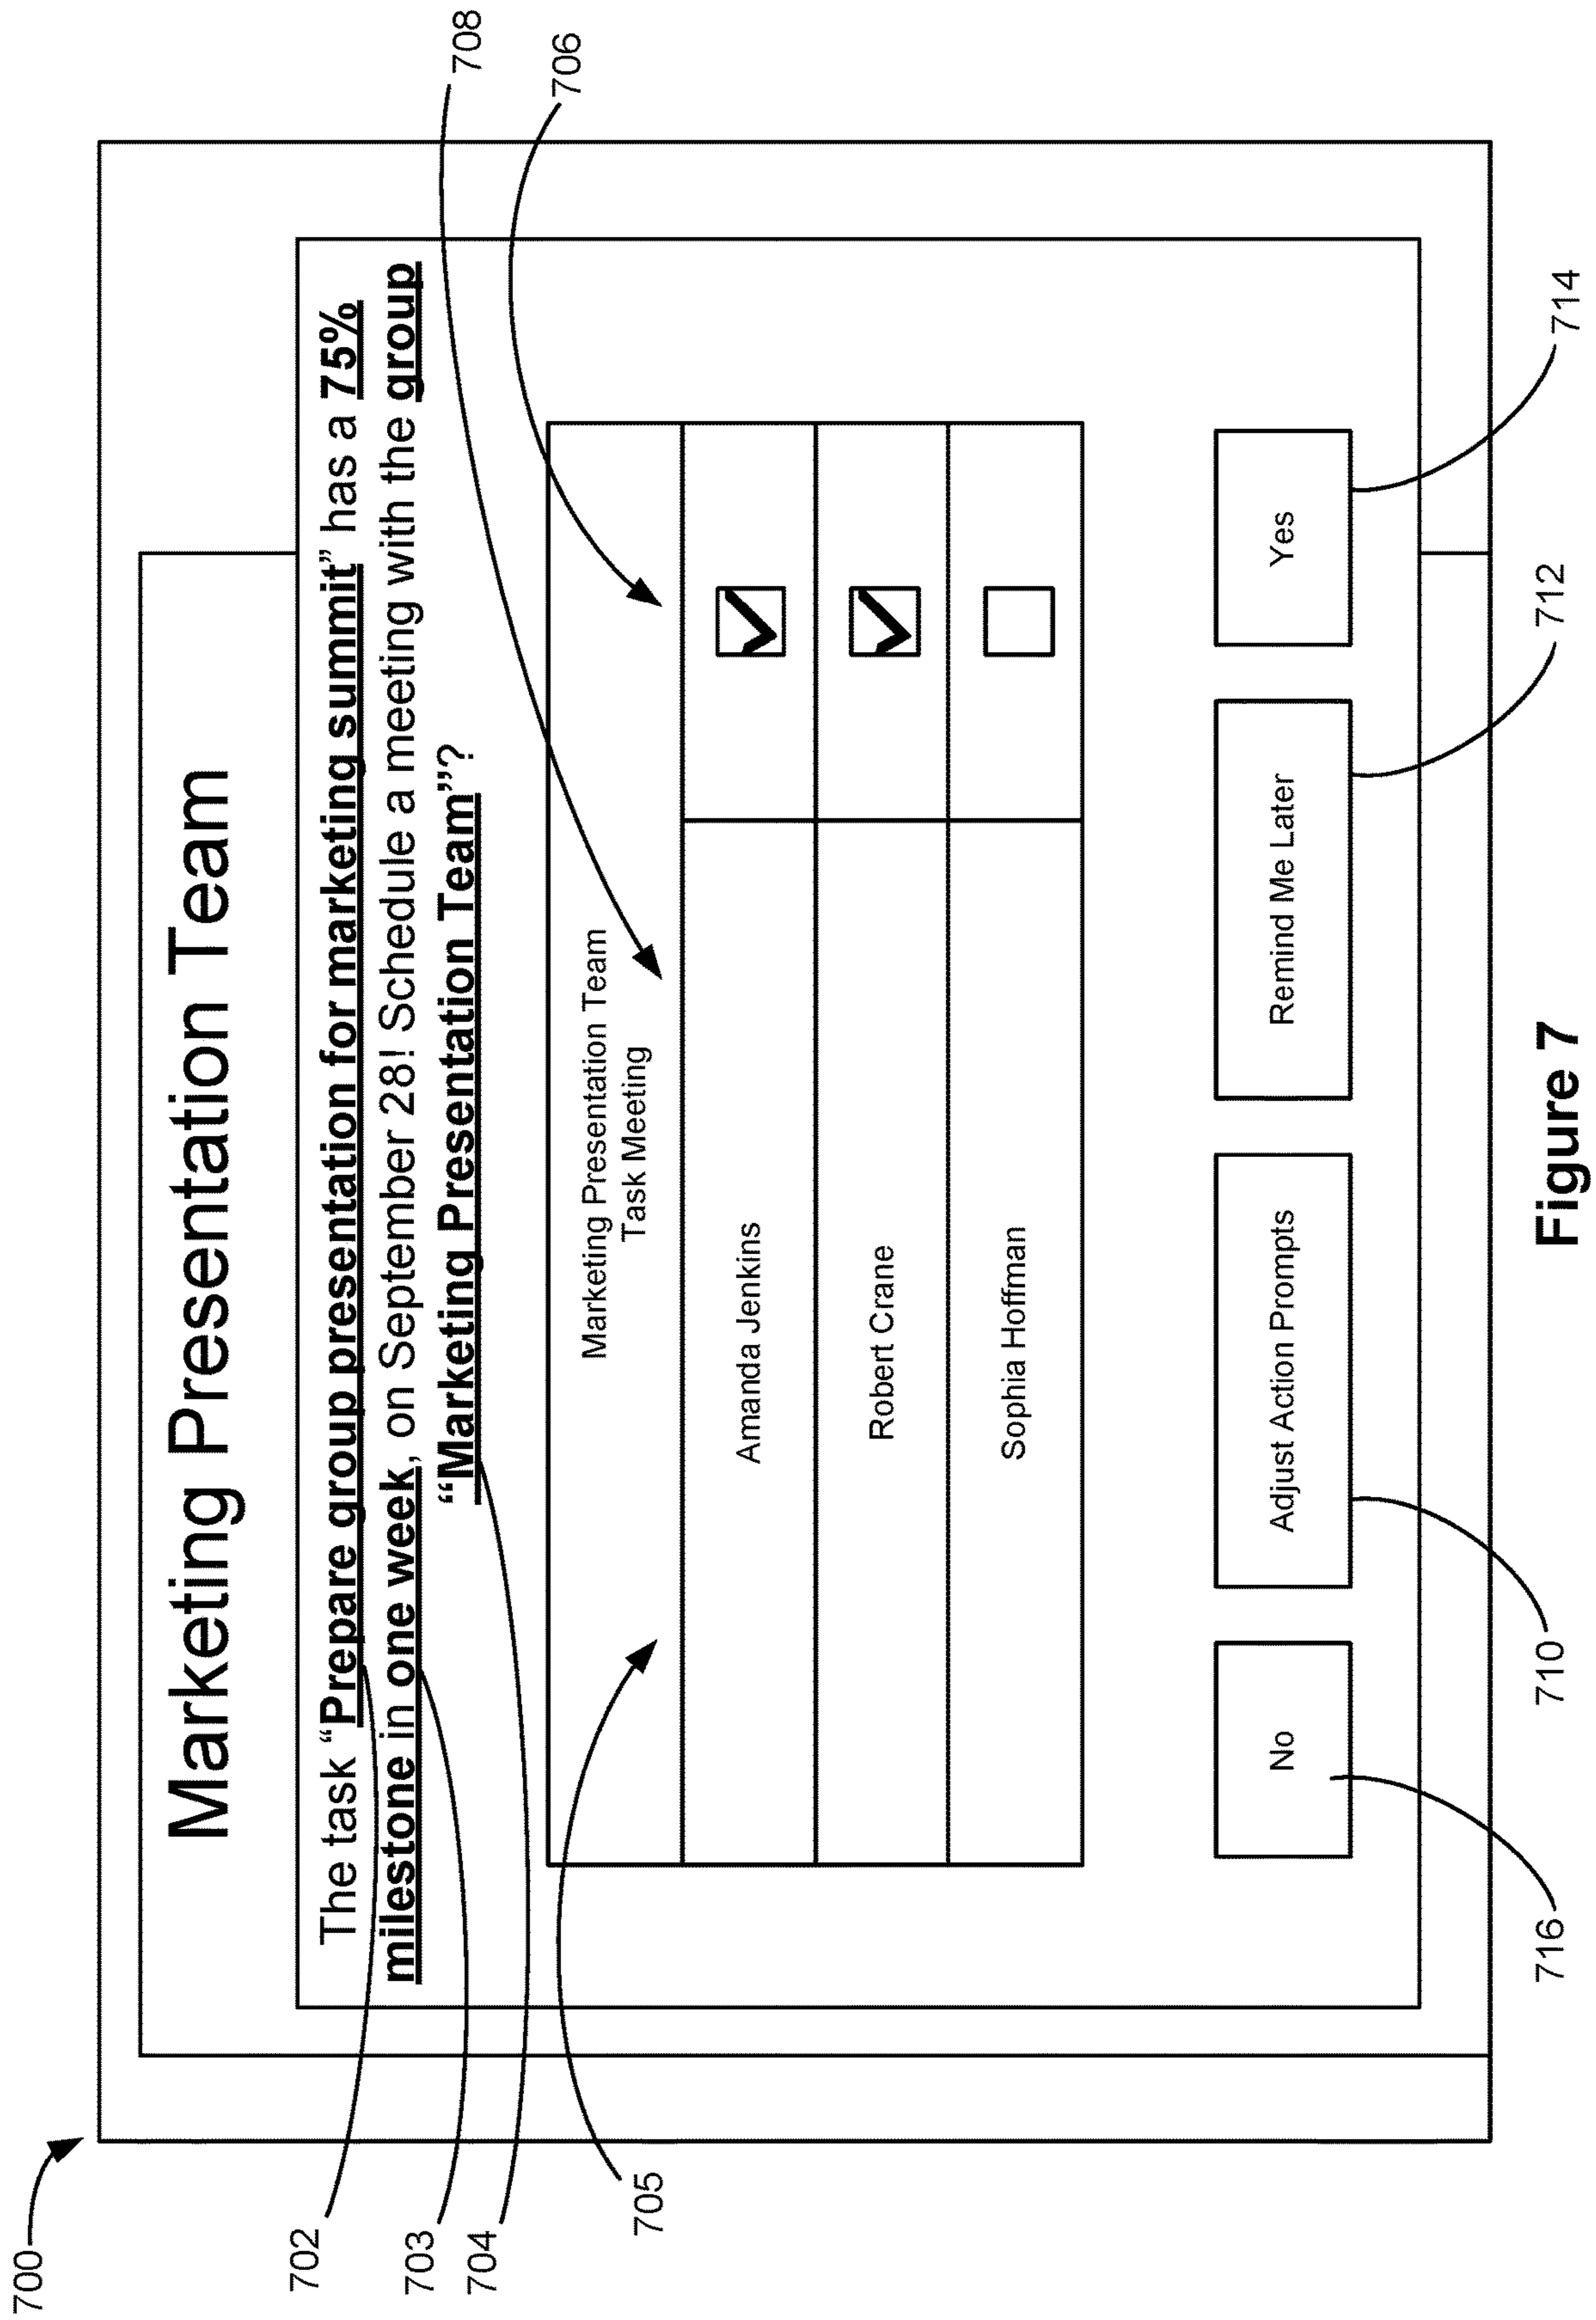 700
Marketing Presentation Team
The task “Prepare group presentation for marketing summit” has a 75%
milestone in one week, on September 28! Schedule a meeting with the group
“Marketing Presentation Team”?
702
703
704
705
708
706
Marketing Presentation Team
Task Meeting
Amanda Jenkins
Robert Crane
Sophia Hoffman
No
Adjust Action Prompts
Remind Me Later
Yes
716
710
712
714
Figure 7